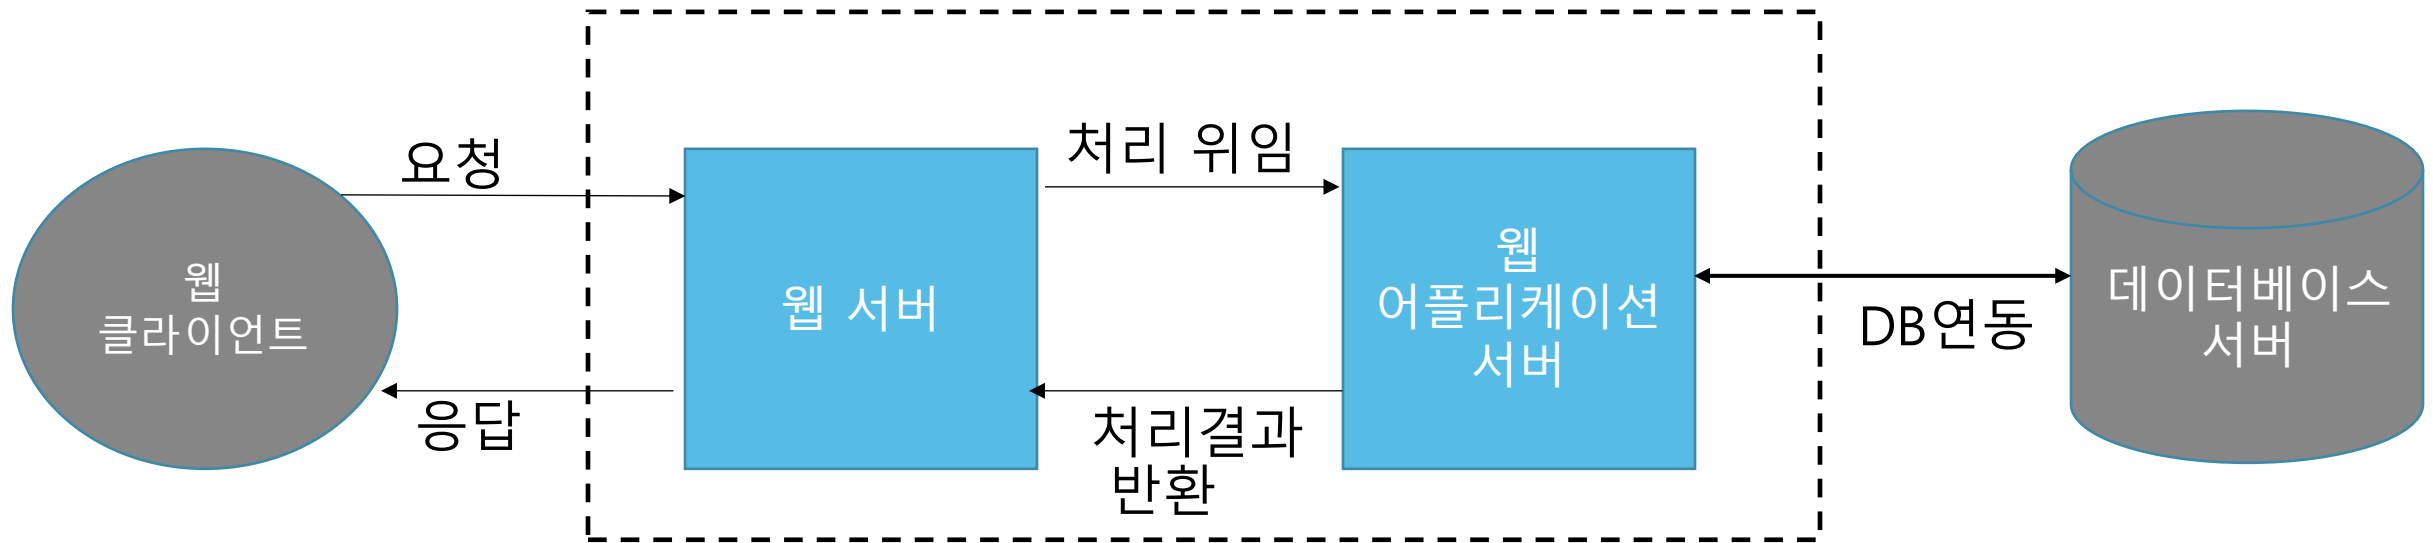 요청
처리 위임
웹
클라이언트
웹 서버
웹
어플리케이션
서버
데이터베이스
서버
DB연동
응답
처리결과
반환